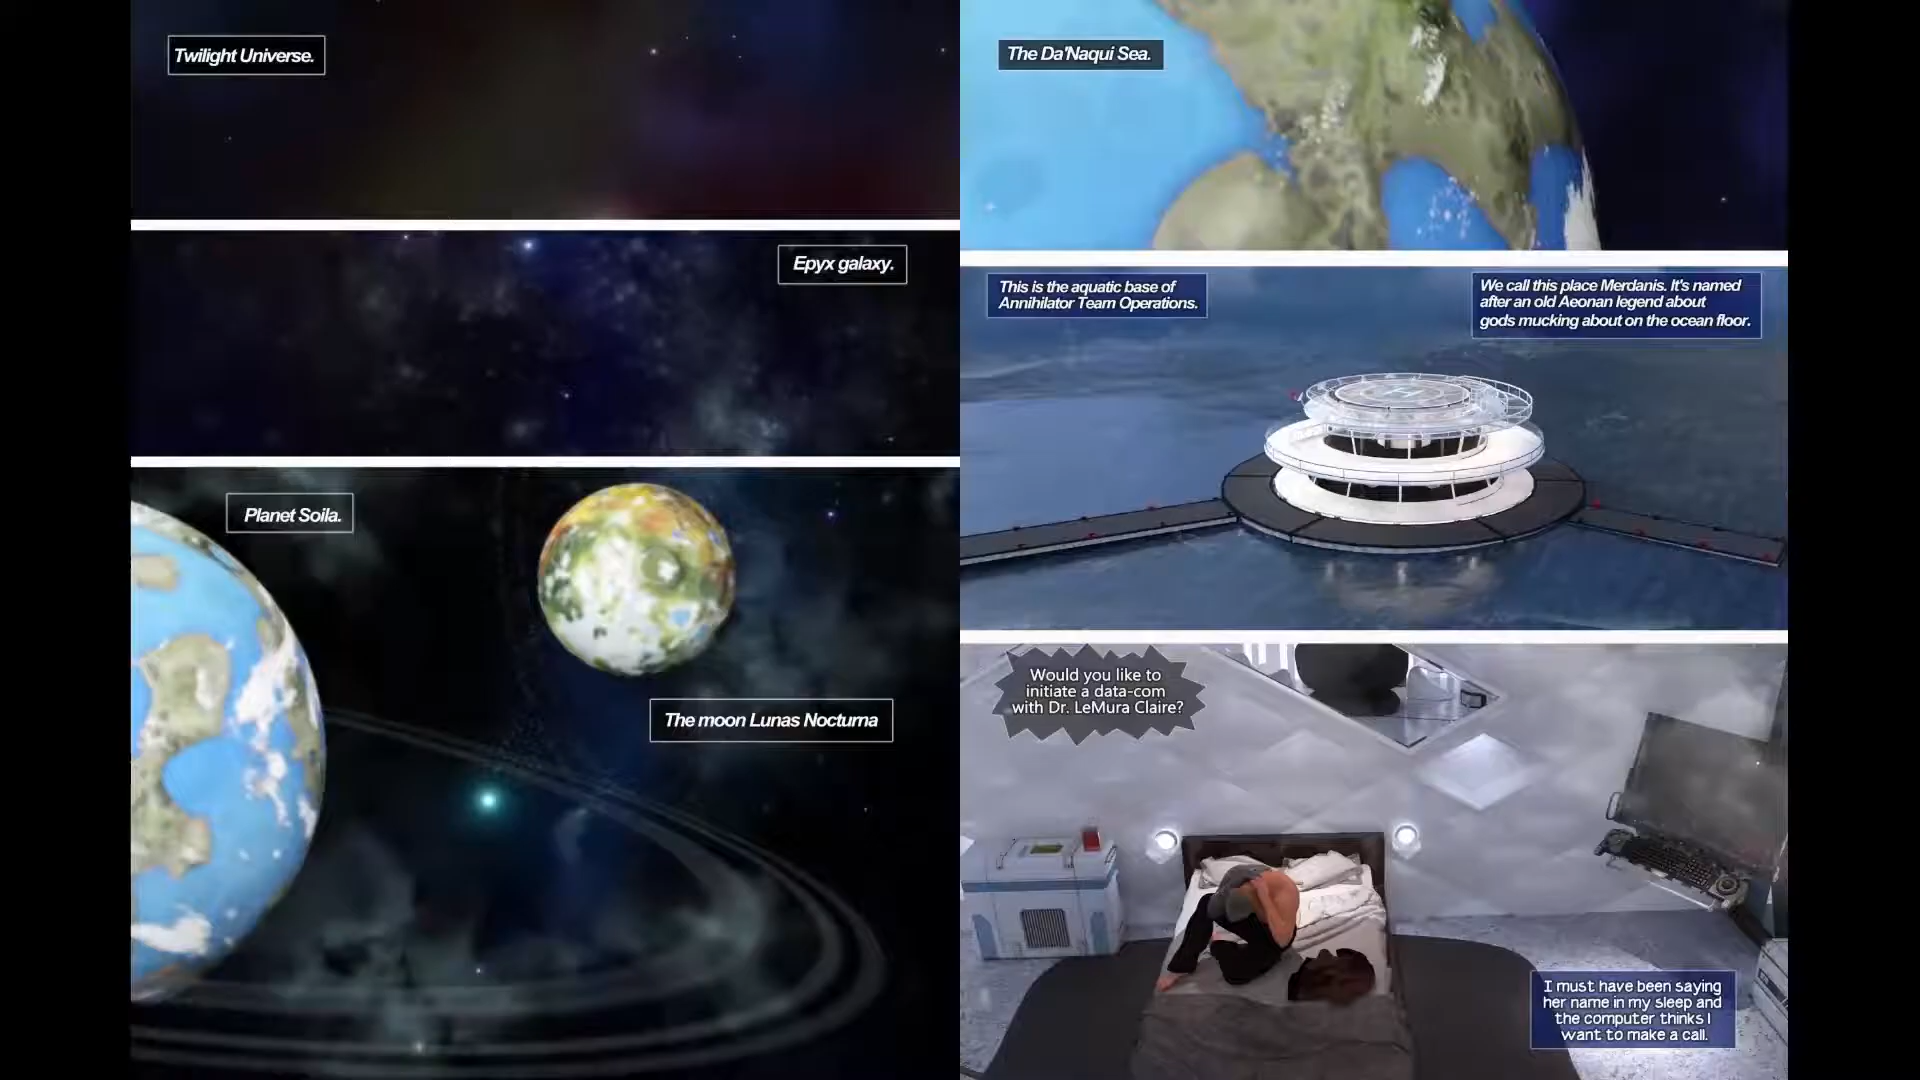 Twilight Universe.
Epyx galaxy.
Planet Soila.
The moon Lunas Nocturna
The Da'Naqui Sea.
This is the aquatic base of
Annihilator Team Operations.
We call this place Merdanis. It's named
after an old Aeonan legend about
gods mucking about on the ocean floor.
H
Would you like to
initiate a data-com
with Dr. LeMura Claire?
I must have been saying
her name in my sleep and
the computer thinks I
want to make a call.